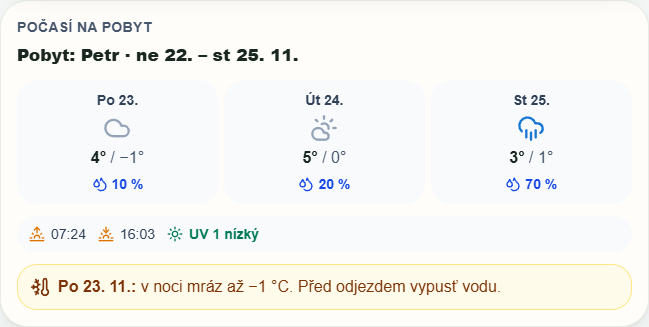 POČASÍ NA POBYT
Pobyt: Petr · ne 22. – st 25. 11.
Po 23. Út 24. St 25.
4° / −1° 5° / 0° 3° / 1°
10 % 20 % 70 %
07:24 16:03 UV 1 nízký
Po 23. 11.: v noci mráz až −1 °C. Před odjezdem vypusť vodu.